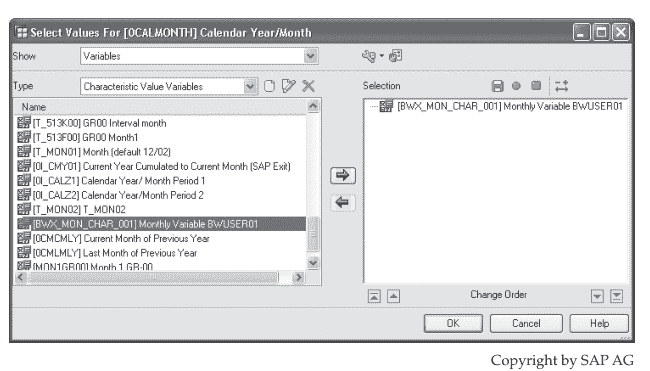 Select Values For [0CALMONTH] Calendar Year/Month
Show
Variables
Type
Characteristic Value Variables
Selection
Name
[T_513K00] GR00 Interval month
[T_513F00] GR00 Month1
[T_MON01] Month (default 12/02)
[0I_CMY01] Current Year Cumulated to Current Month (SAP Exit)
[0I_CALZ1] Calendar Year/ Month Period 1
[0I_CALZ2] Calendar Year/Month Period 2
[T_MON02] T_MON02
[BWX_MON_CHAR_001] Monthly Variable BWUSER01
[0CMCMLY] Current Month of Previous Year
[0CMLMLY] Last Month of Previous Year
[MON1GR00] Month 1 GR-00
[BWX_MON_CHAR_001] Monthly Variable BWUSER01
Change Order
OK
Cancel
Help
Copyright by SAP AG